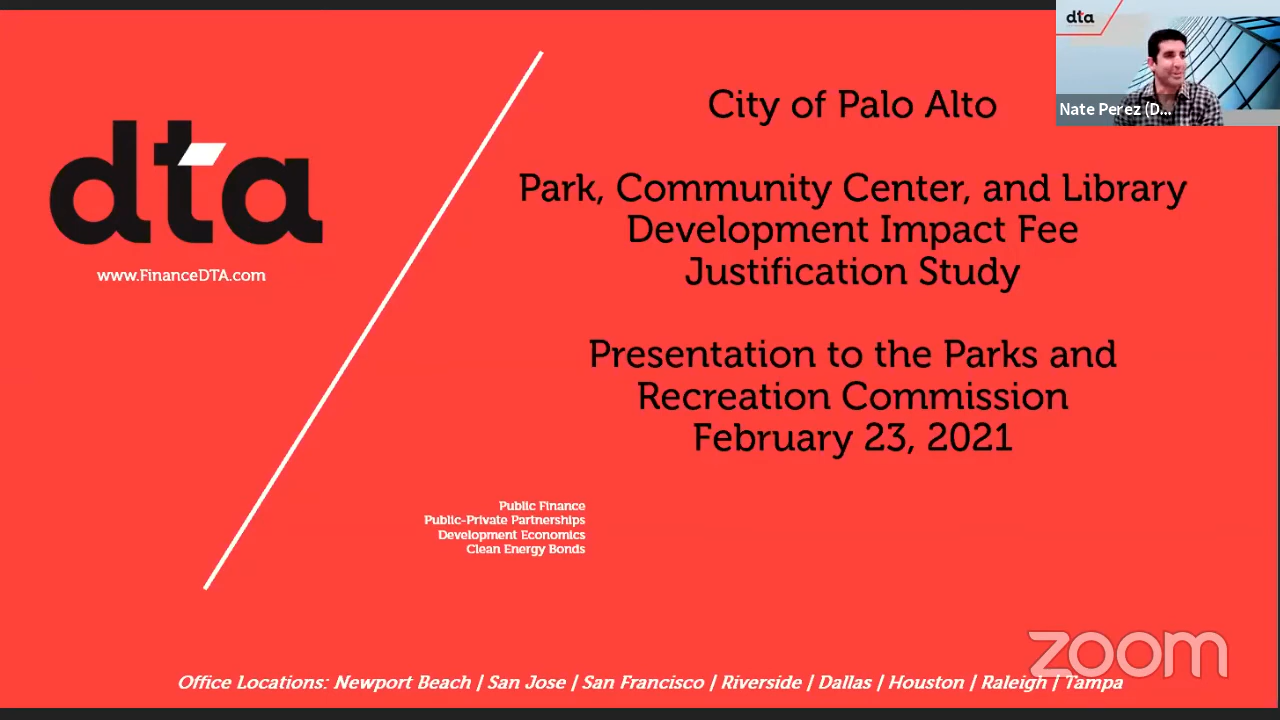 dta
www.FinanceDTA.com
City of Palo Alto
Park, Community Center, and Library
Development Impact Fee
Justification Study
Presentation to the Parks and
Recreation Commission
February 23, 2021
Public Finance
Public-Private Partnerships
Development Economics
Clean Energy Bonds
Office Locations: Newport Beach | San Jose | San Francisco | Riverside | Dallas | Houston | Raleigh | Tampa
dta
Nate Perez (D...
zoom